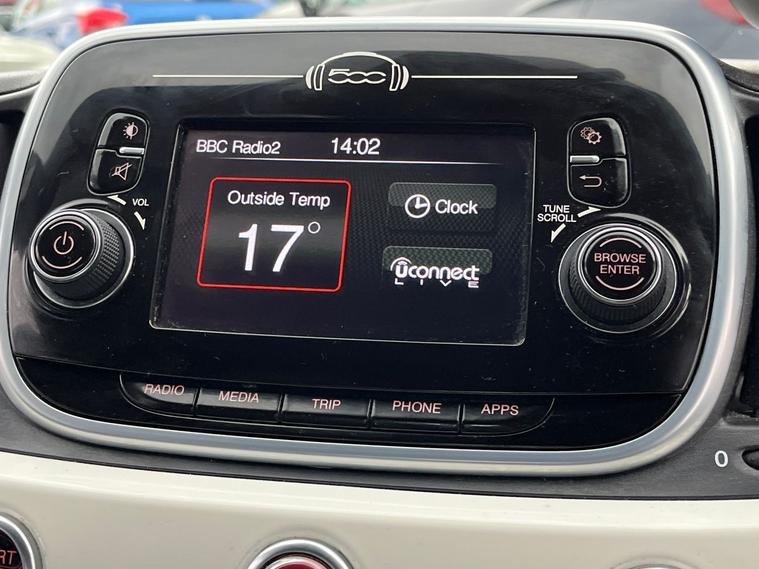 500
BBC Radio2 14:02
VOL
TUNE
SCROLL
Outside Temp
17°
Clock
uconnect
LIVE
BROWSE
ENTER
RADIO MEDIA TRIP PHONE APPS
0
RT